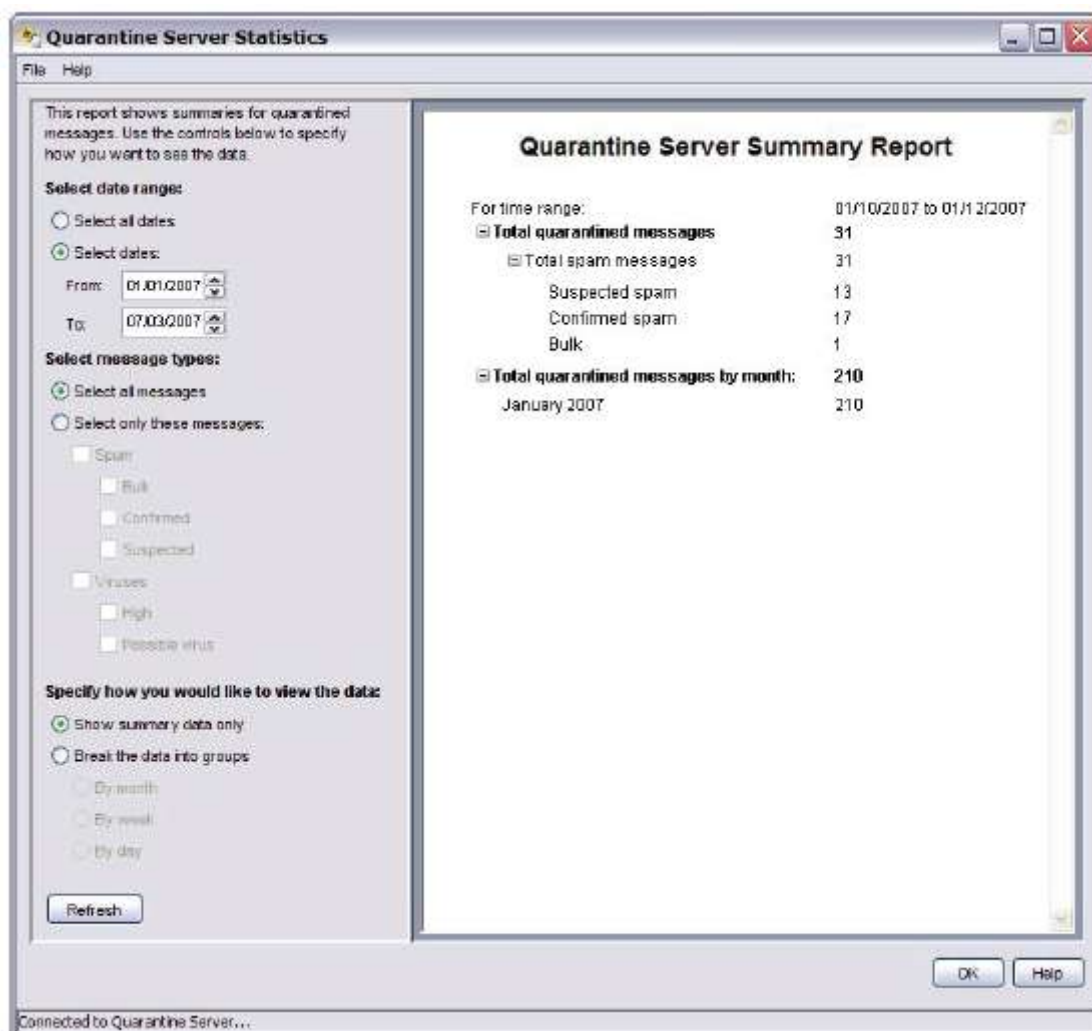 Quarantine Server Statistics
File Help
This report shows summaries for quarantined
messages. Use the controls below to specify
how you want to see the data.
Select date range:
Select all dates
Select dates:
From: 01/01/2007
To: 07/03/2007
Select message types:
Select all messages
Select only these messages:
Spam
Bulk
Confirmed
Suspected
Viruses
High
Possible virus
Specify how you would like to view the data:
Show summary data only
Break the data into groups
By month
By week
By day
Refresh
Quarantine Server Summary Report
For time range: 01/10/2007 to 01/12/2007
Total quarantined messages 31
Total spam messages 31
Suspected spam 13
Confirmed spam 17
Bulk 1
Total quarantined messages by month: 210
January 2007 210
OK Help
Connected to Quarantine Server...